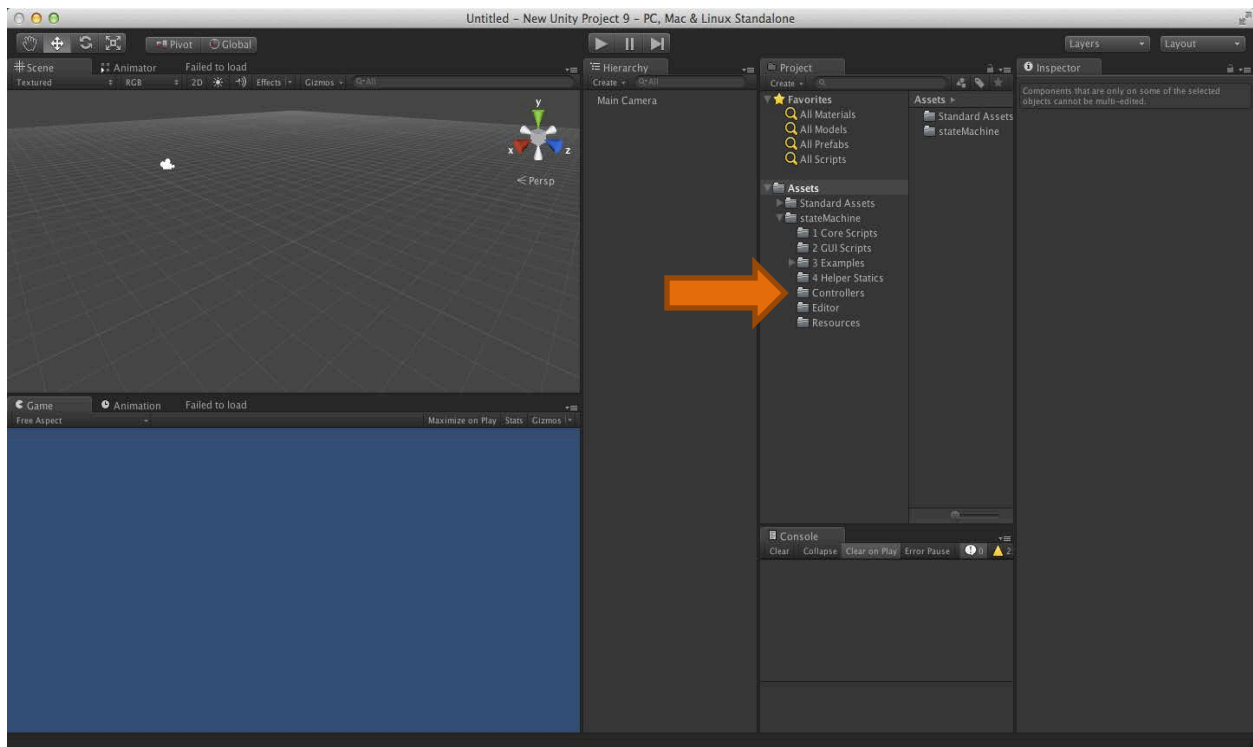 Untitled - New Unity Project 9 - PC, Mac & Linux Standalone
Pivot Global
Layers Layout
Scene Animator Failed to load
Textured RGB 2D Effects Gizmos All
y
x z
Persp
Game Animation Failed to load
Free Aspect Maximize on Play Stats Gizmos
Hierarchy
Create All
Main Camera
Project
Create
Favorites
All Materials
All Models
All Prefabs
All Scripts
Assets
Standard Assets
stateMachine
1 Core Scripts
2 GUI Scripts
3 Examples
4 Helper Statics
Controllers
Editor
Resources
Assets
Standard Assets
stateMachine
Console
Clear Collapse Clear on Play Error Pause 0 2
Inspector
Components that are only on some of the selected
objects cannot be multi-edited.